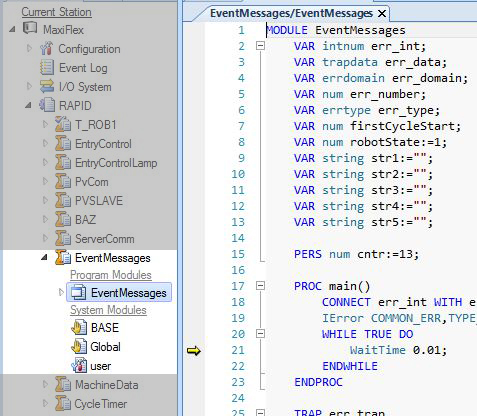 Current Station
MaxiFlex
Configuration
Event Log
I/O System
RAPID
T_ROB1
EntryControl
EntryControlLamp
PvCom
PVSLAVE
BAZ
ServerComm
EventMessages
Program Modules
EventMessages
System Modules
BASE
Global
user
MachineData
CycleTimer
EventMessages/EventMessages ×
1 MODULE EventMessages
2 VAR intnum err_int;
3 VAR trapdata err_data;
4 VAR errdomain err_domain;
5 VAR num err_number;
6 VAR errtype err_type;
7 VAR num firstCycleStart;
8 VAR num robotState:=1;
9 VAR string str1:="";
10 VAR string str2:="";
11 VAR string str3:="";
12 VAR string str4:="";
13 VAR string str5:="";
14
15 PERS num cntr:=13;
16
17 PROC main()
18 CONNECT err_int WITH e
19 IError COMMON_ERR,TYPE_
20 WHILE TRUE DO
21 WaitTime 0.01;
22 ENDWHILE
23 ENDPROC
24
25 TRAP err_trap